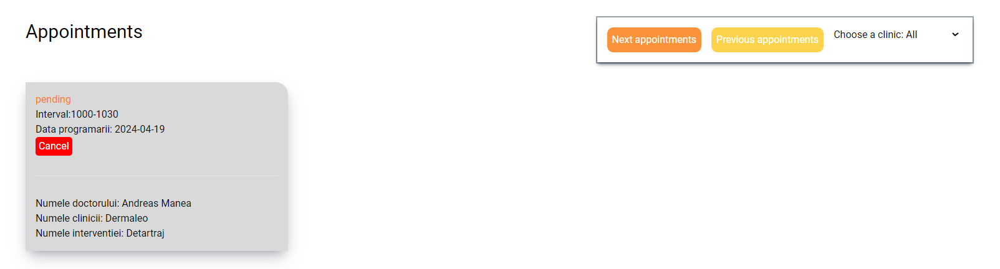 Appointments
Next appointments
Previous appointments
Choose a clinic: All
pending
Interval:1000-1030
Data programarii: 2024-04-19
Cancel
Numele doctorului: Andreas Manea
Numele clinicii: Dermaleo
Numele interventiei: Detartraj